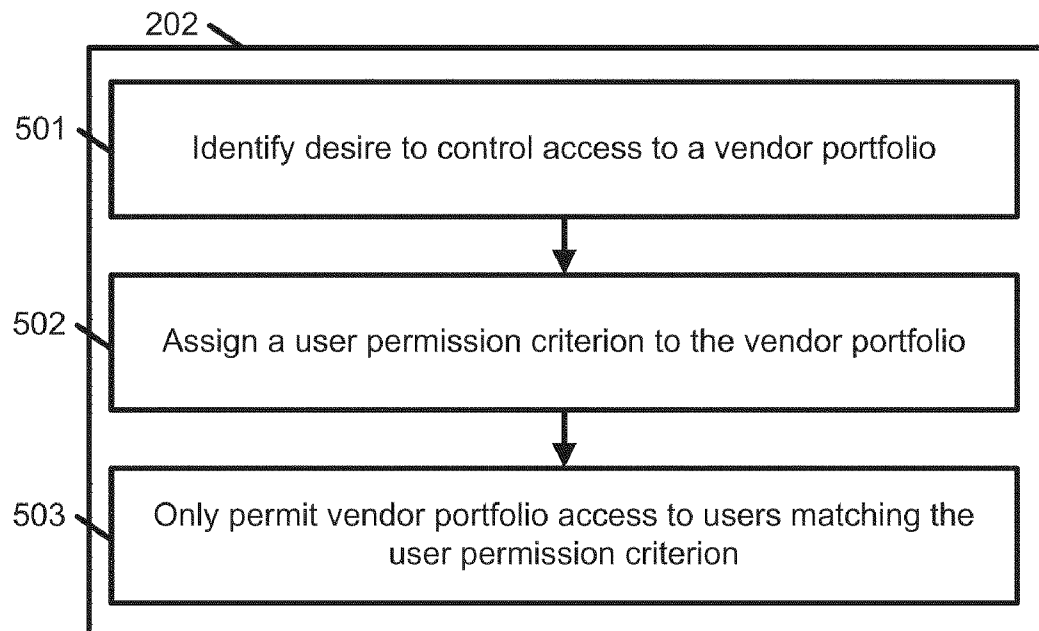 202
501
Identify desire to control access to a vendor portfolio
502
Assign a user permission criterion to the vendor portfolio
503
Only permit vendor portfolio access to users matching the
user permission criterion